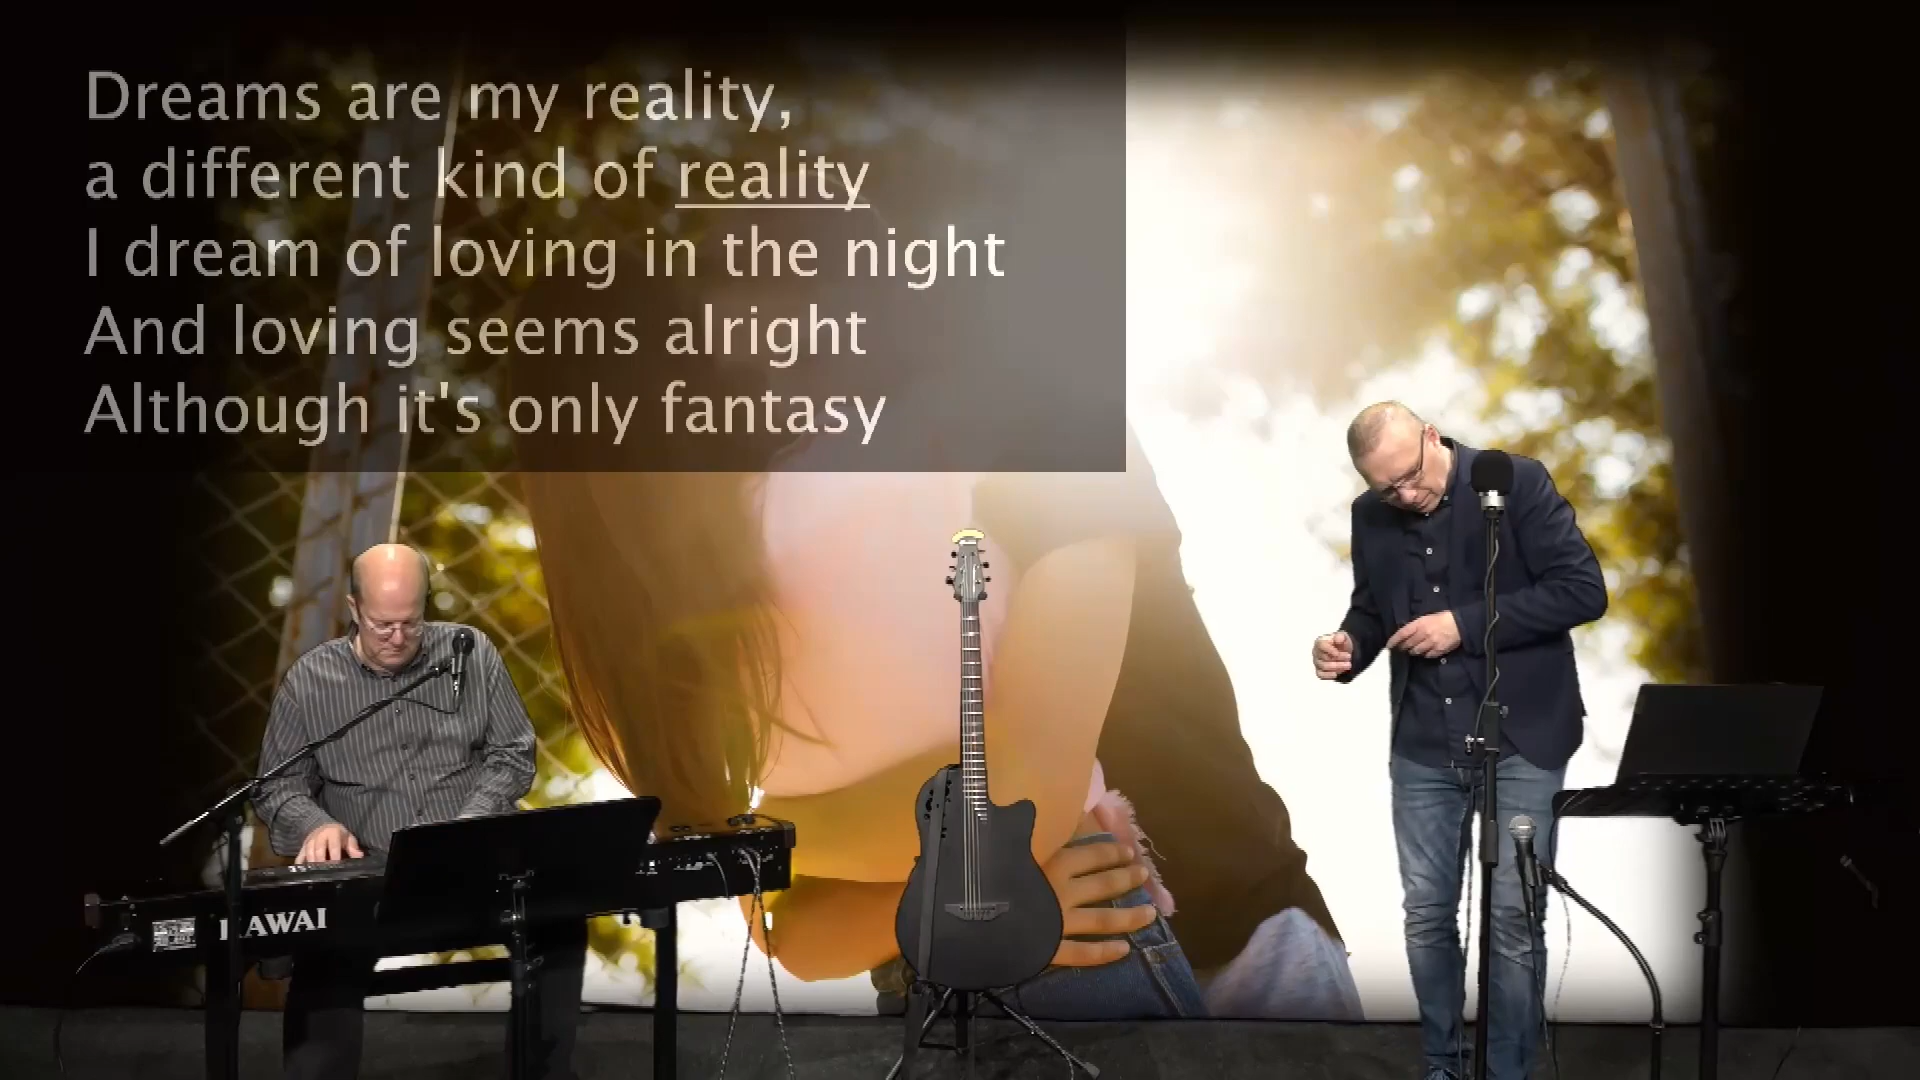 Dreams are my reality,
a different kind of reality
I dream of loving in the night
And loving seems alright
Although it's only fantasy
KAWAI